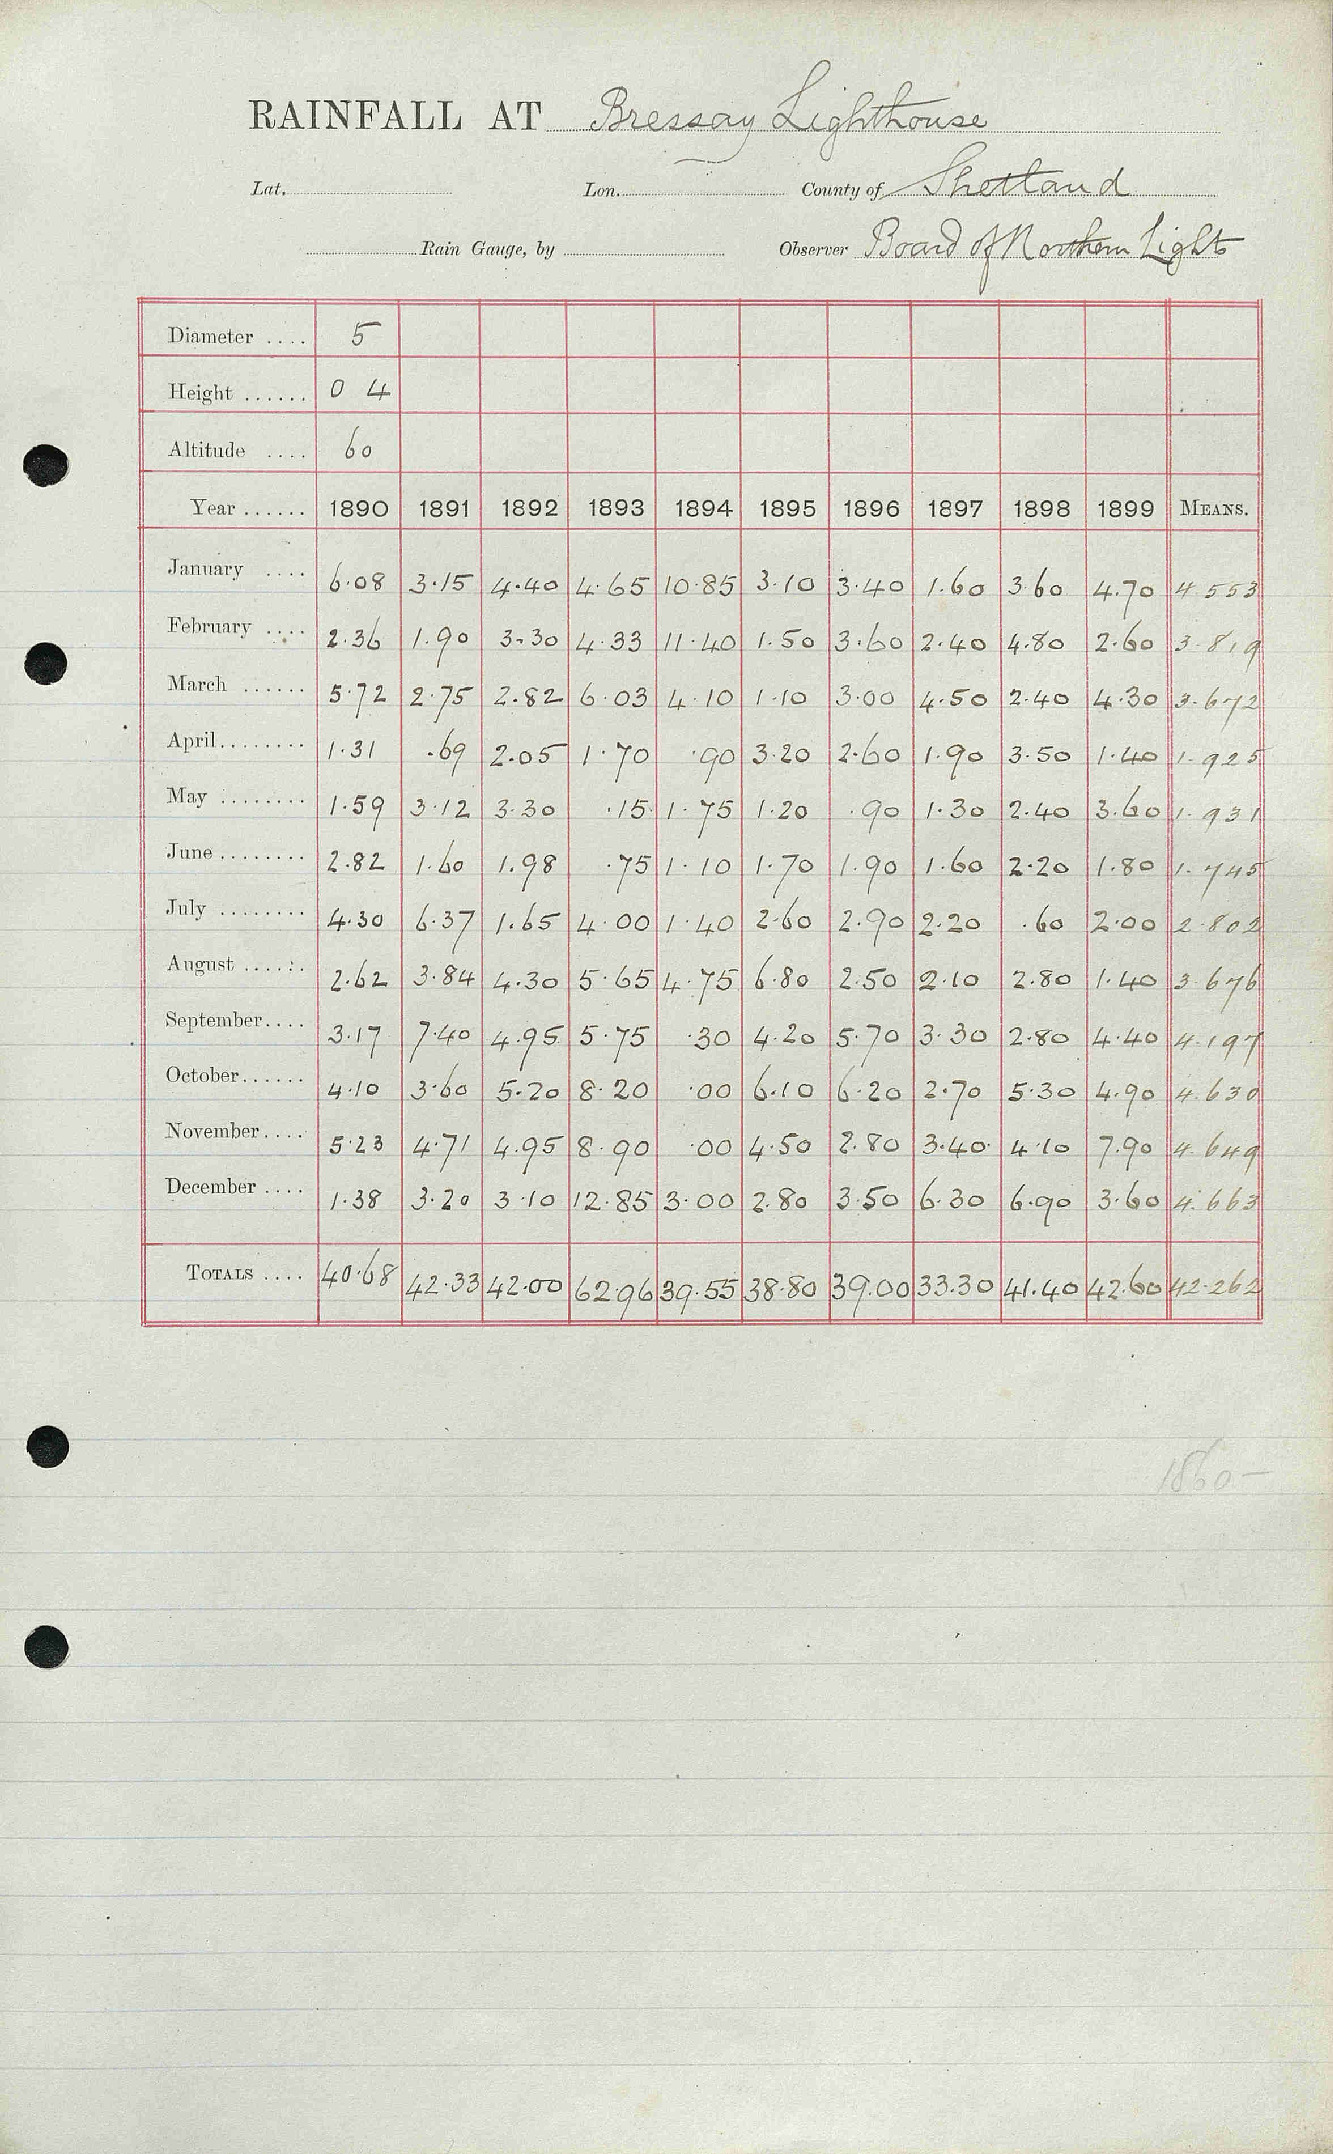 RAINFALL AT Bressay Lighthouse
Lat. Lon. County of Shetland
Rain Gauge, by Observer Board of Northern Lights
Diameter .... 5
Height ...... 0 4
Altitude .... 60
Year ...... 1890 1891 1892 1893 1894 1895 1896 1897 1898 1899 MEANS.
January .... 6.08 3.15 4.40 4.65 10.85 3.10 3.40 1.60 3.60 4.70 4.553
February .... 2.36 1.90 3.30 4.33 11.40 1.50 3.60 2.40 4.80 2.60 3.819
March ...... 5.72 2.75 2.82 6.03 4.10 1.10 3.00 4.50 2.40 4.30 3.672
April........ 1.31 .69 2.05 1.70 .90 3.20 2.60 1.90 3.50 1.40 1.925
May ........ 1.59 3.12 3.30 .15 1.75 1.20 .90 1.30 2.40 3.60 1.931
June........ 2.82 1.60 1.98 .75 1.10 1.70 1.90 1.60 2.20 1.80 1.745
July ........ 4.30 6.37 1.65 4.00 1.40 2.60 2.90 2.20 .60 2.00 2.802
August ...... 2.62 3.84 4.30 5.65 4.75 6.80 2.50 2.10 2.80 1.40 3.676
September.... 3.17 7.40 4.95 5.75 .30 4.20 5.70 3.30 2.80 4.40 4.197
October...... 4.10 3.60 5.20 8.20 .00 6.10 6.20 2.70 5.30 4.90 4.630
November.... 5.23 4.71 4.95 8.90 .00 4.50 2.80 3.40 4.10 7.90 4.649
December .... 1.38 3.20 3.10 12.85 3.00 2.80 3.50 6.30 6.90 3.60 4.663
TOTALS .... 40.68 42.33 42.00 62.96 39.55 38.80 39.00 33.30 41.40 42.60 42.262
1860-